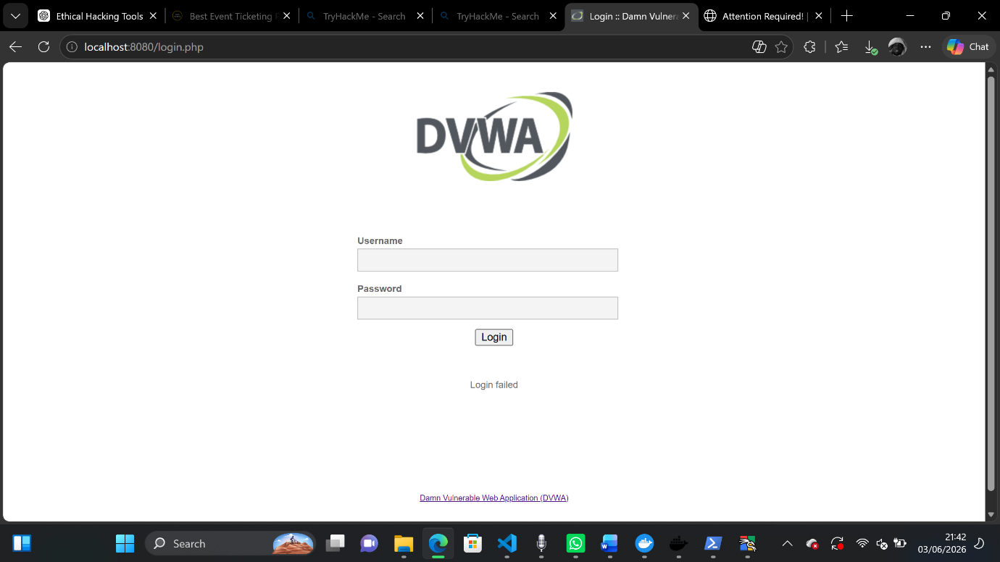 Ethical Hacking Tools
Best Event Ticketing
TryHackMe - Search
TryHackMe - Search
Login :: Damn Vulnera
Attention Required! |
localhost:8080/login.php
Chat
DVWA
Username
Password
Login
Login failed
Damn Vulnerable Web Application (DVWA)
Search
21:42
03/06/2026